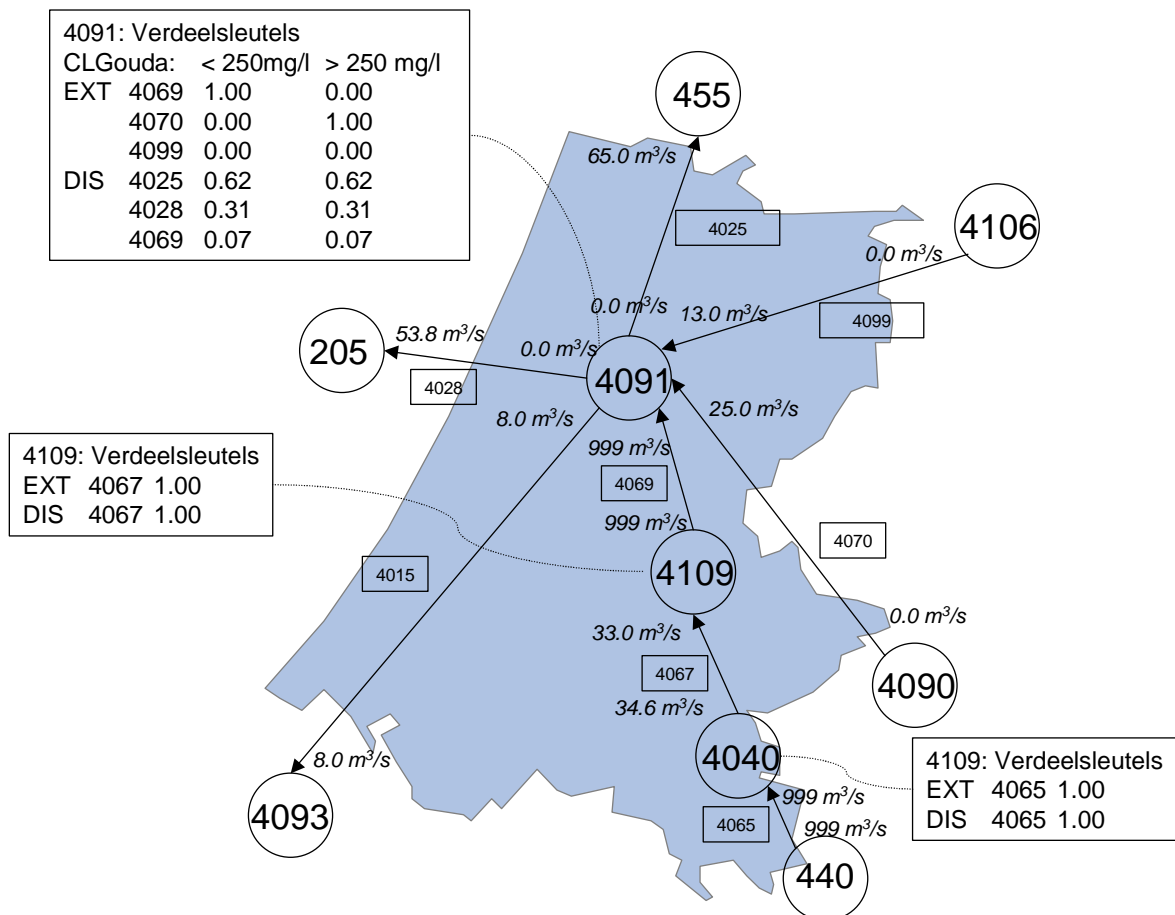 4091: Verdeelsleutels
CLGouda: < 250mg/l > 250 mg/l
EXT 4069 1.00 0.00
4070 0.00 1.00
4099 0.00 0.00
DIS 4025 0.62 0.62
4028 0.31 0.31
4069 0.07 0.07
455
65.0 m³/s
4025
4106
0.0 m³/s
4099
13.0 m³/s
0.0 m³/s
53.8 m³/s
205
0.0 m³/s
4028
4091
8.0 m³/s
25.0 m³/s
999 m³/s
4069
999 m³/s
4109: Verdeelsleutels
EXT 4067 1.00
DIS 4067 1.00
4070
4015
4109
0.0 m³/s
33.0 m³/s
4067
34.6 m³/s
4090
4040
4109: Verdeelsleutels
EXT 4065 1.00
DIS 4065 1.00
8.0 m³/s
4093
999 m³/s
4065
999 m³/s
440